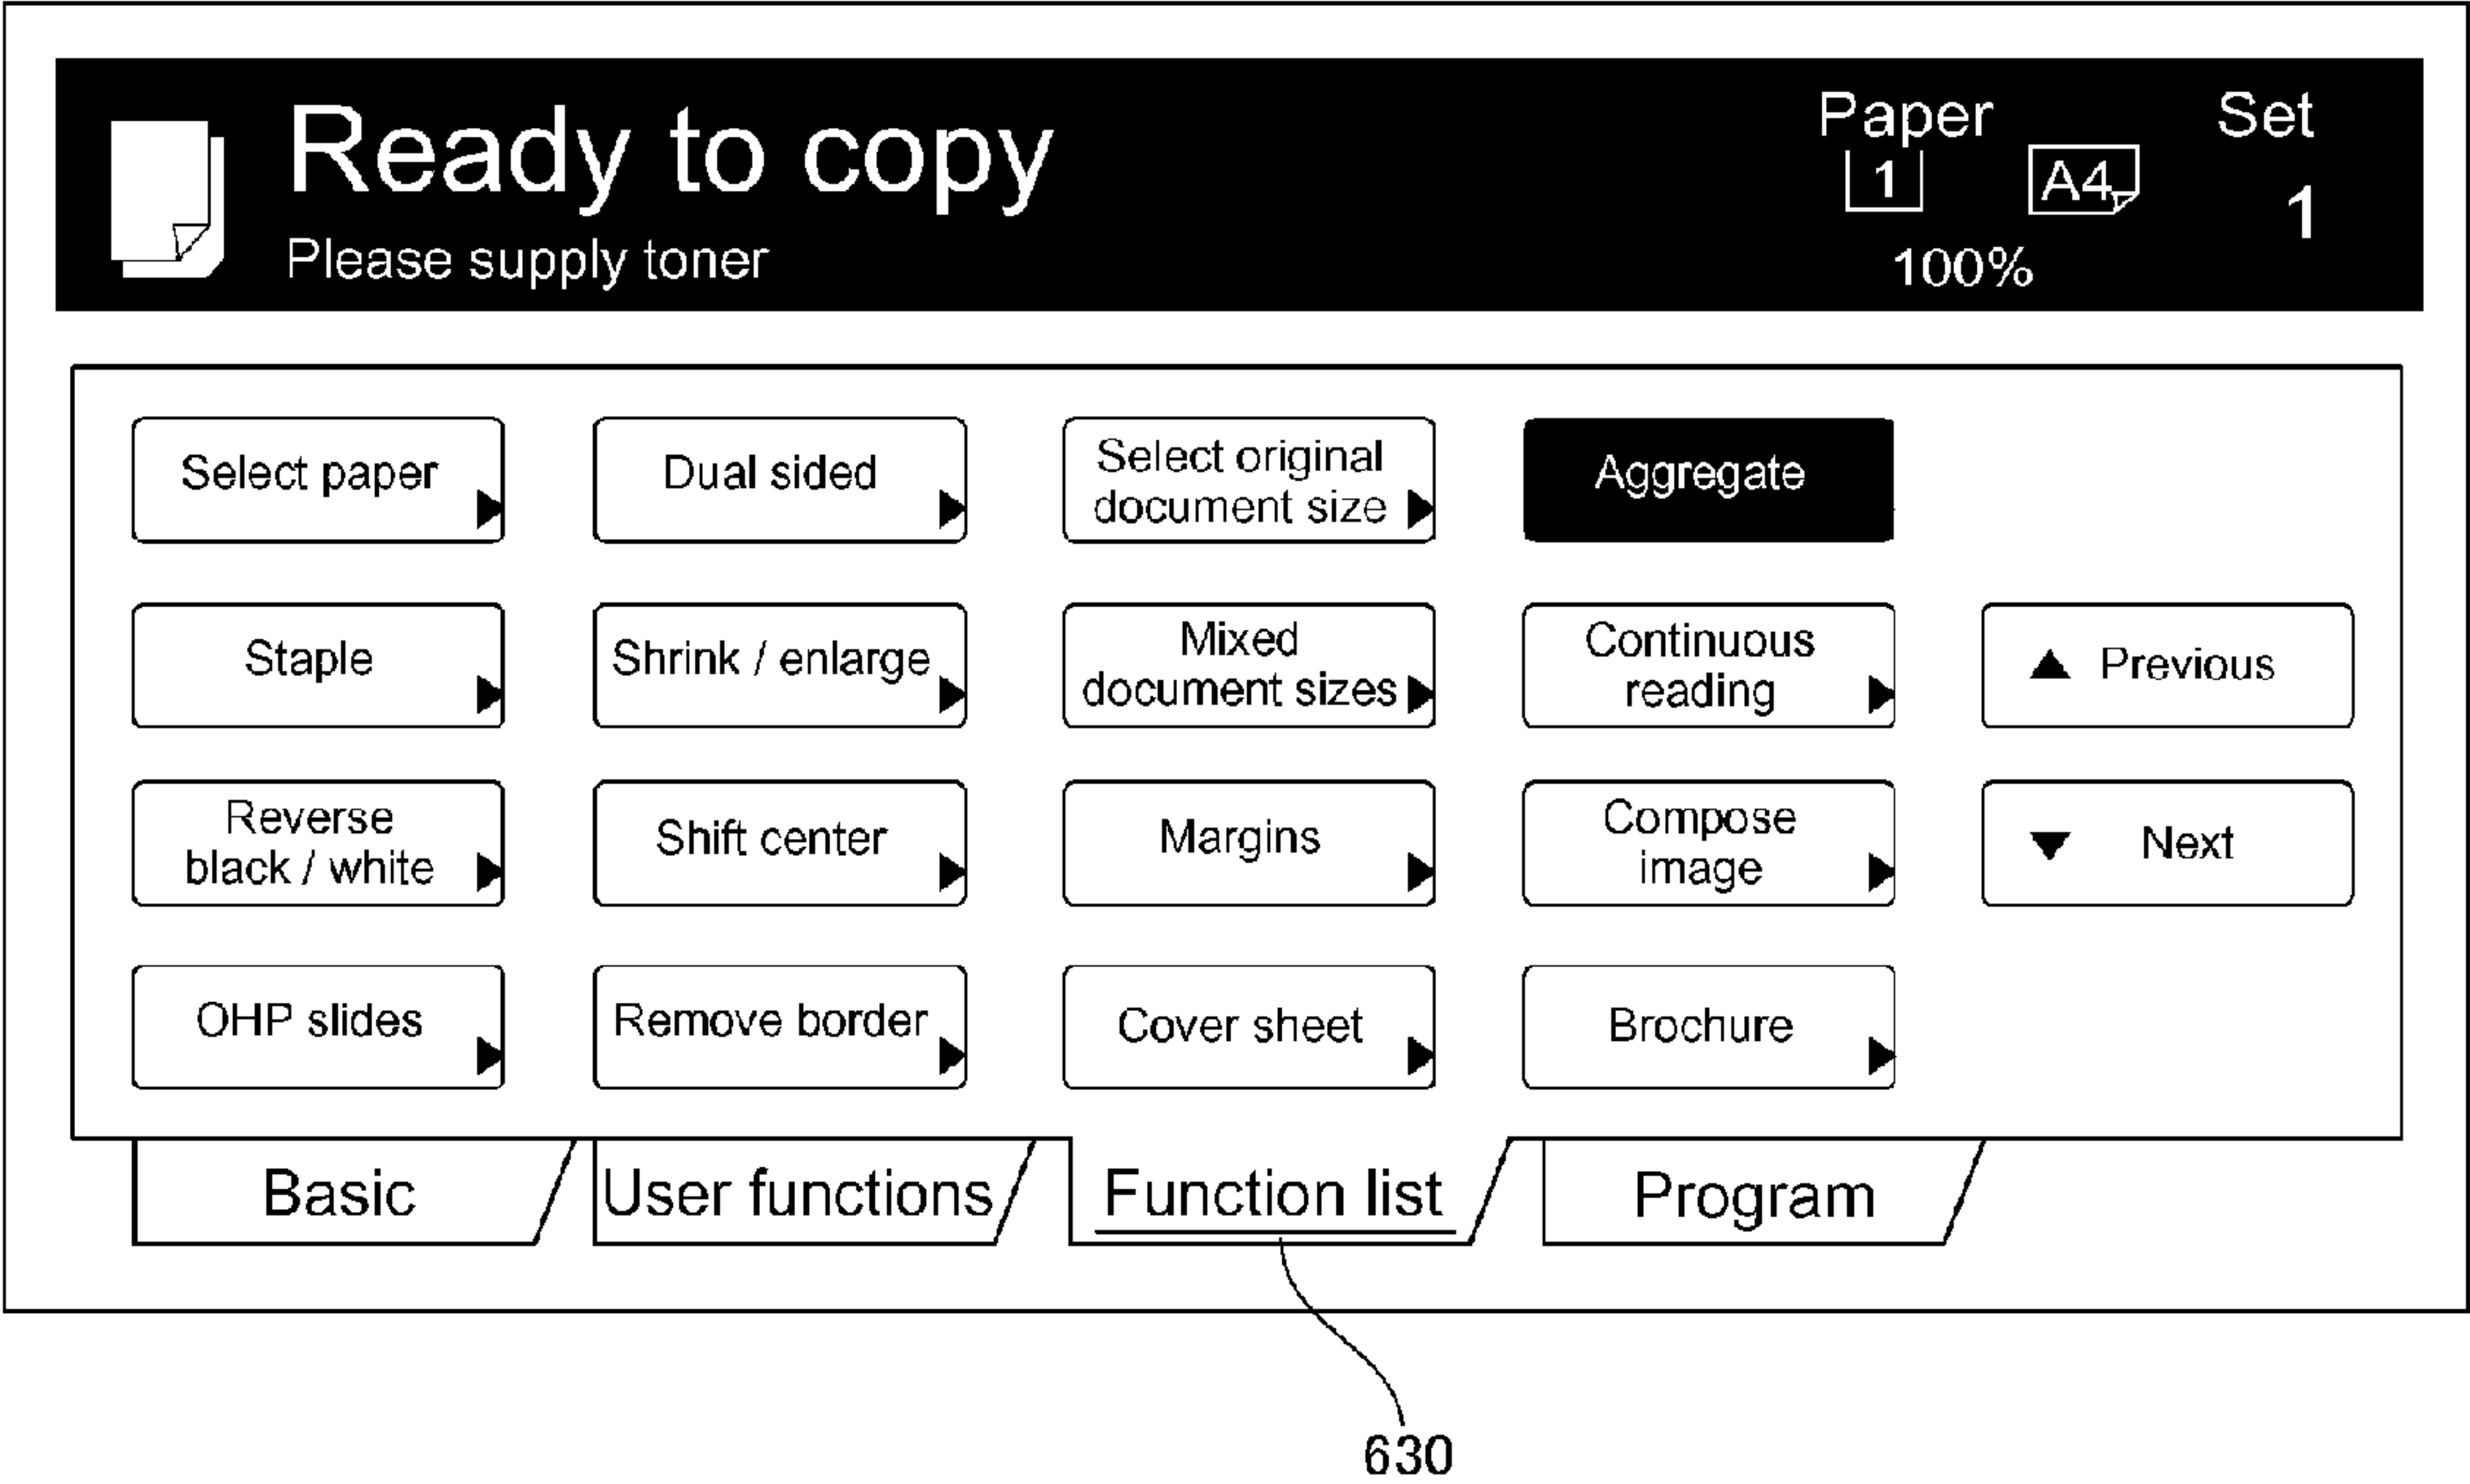 Ready to copy
Please supply toner
Paper
Set
1
A4
1
100%
Select paper
Dual sided
Select original
document size
Aggregate
Staple
Shrink / enlarge
Mixed
document sizes
Continuous
reading
Previous
Reverse
black / white
Shift center
Margins
Compose
image
Next
OHP slides
Remove border
Cover sheet
Brochure
Basic
User functions
Function list
Program
630